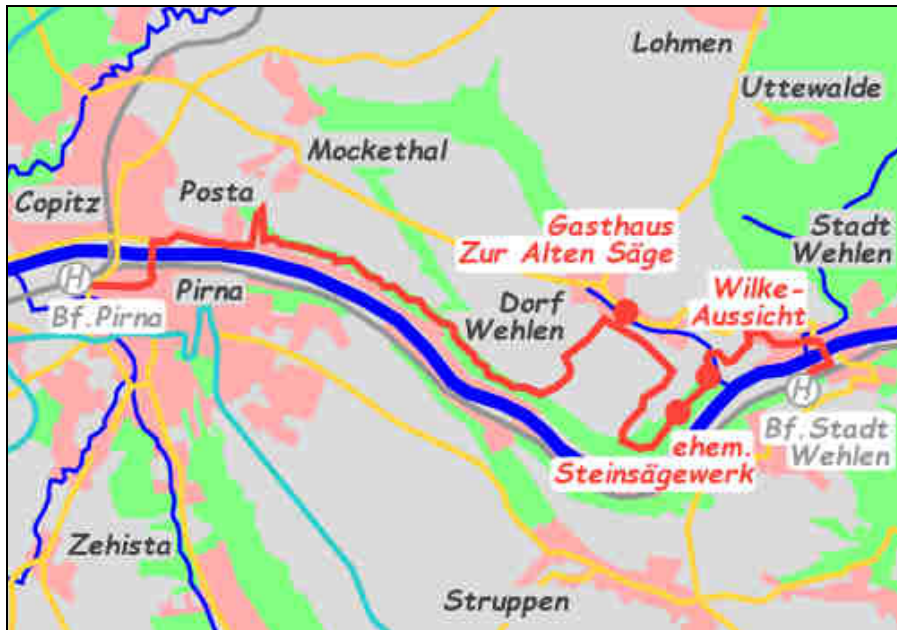 Lohmen
Uttewalde
Mockethal
Copitz
Posta
Gasthaus
Zur Alten Säge
Stadt
Wehlen
H
Bf.Pirna
Pirna
Dorf
Wehlen
Wilke-
Aussicht
H
Bf.Stadt
Wehlen
ehem.
Steinsägewerk
Zehista
Struppen